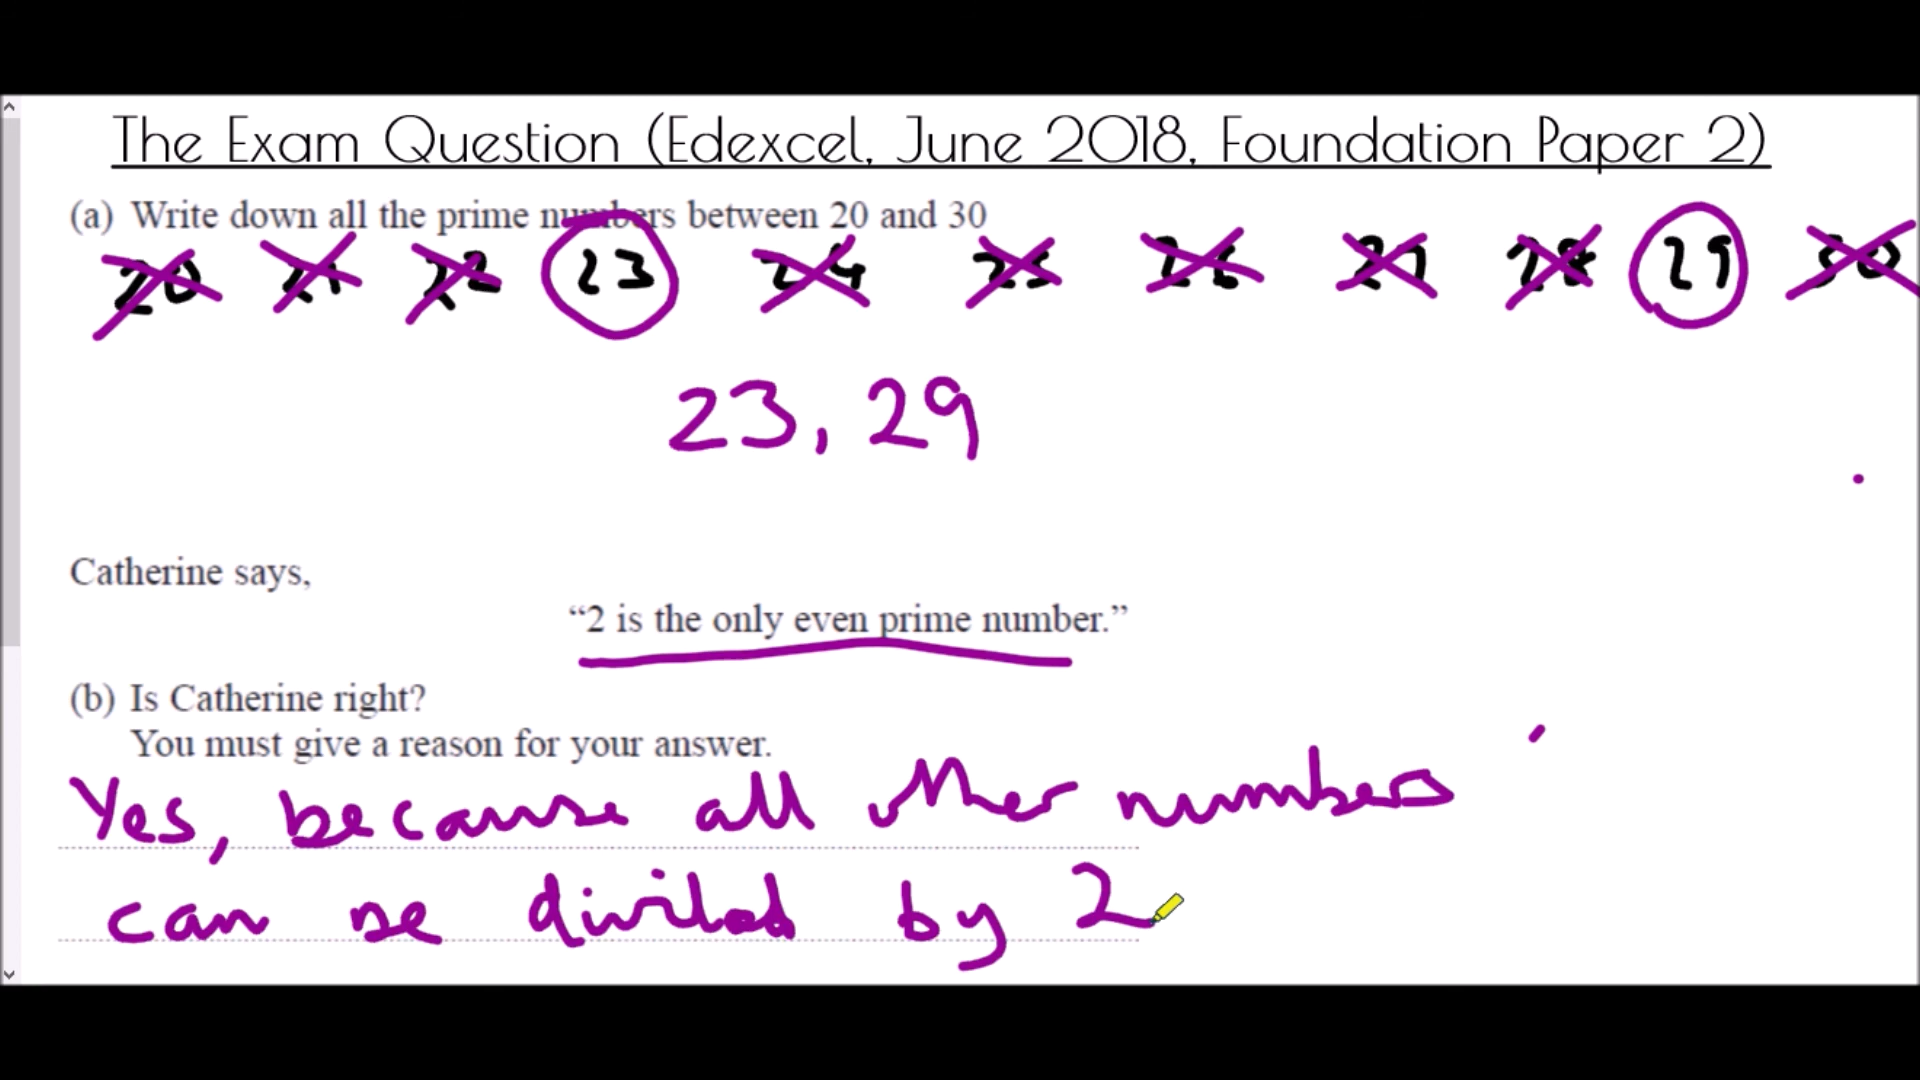 The Exam Question (Edexcel, June 2018, Foundation Paper 2)
(a) Write down all the prime numbers between 20 and 30
20 21 22 23 24 25 26 27 28 29 30
23, 29
Catherine says,
“2 is the only even prime number.”
(b) Is Catherine right?
You must give a reason for your answer.
Yes, because all other numbers
can be divided by 2